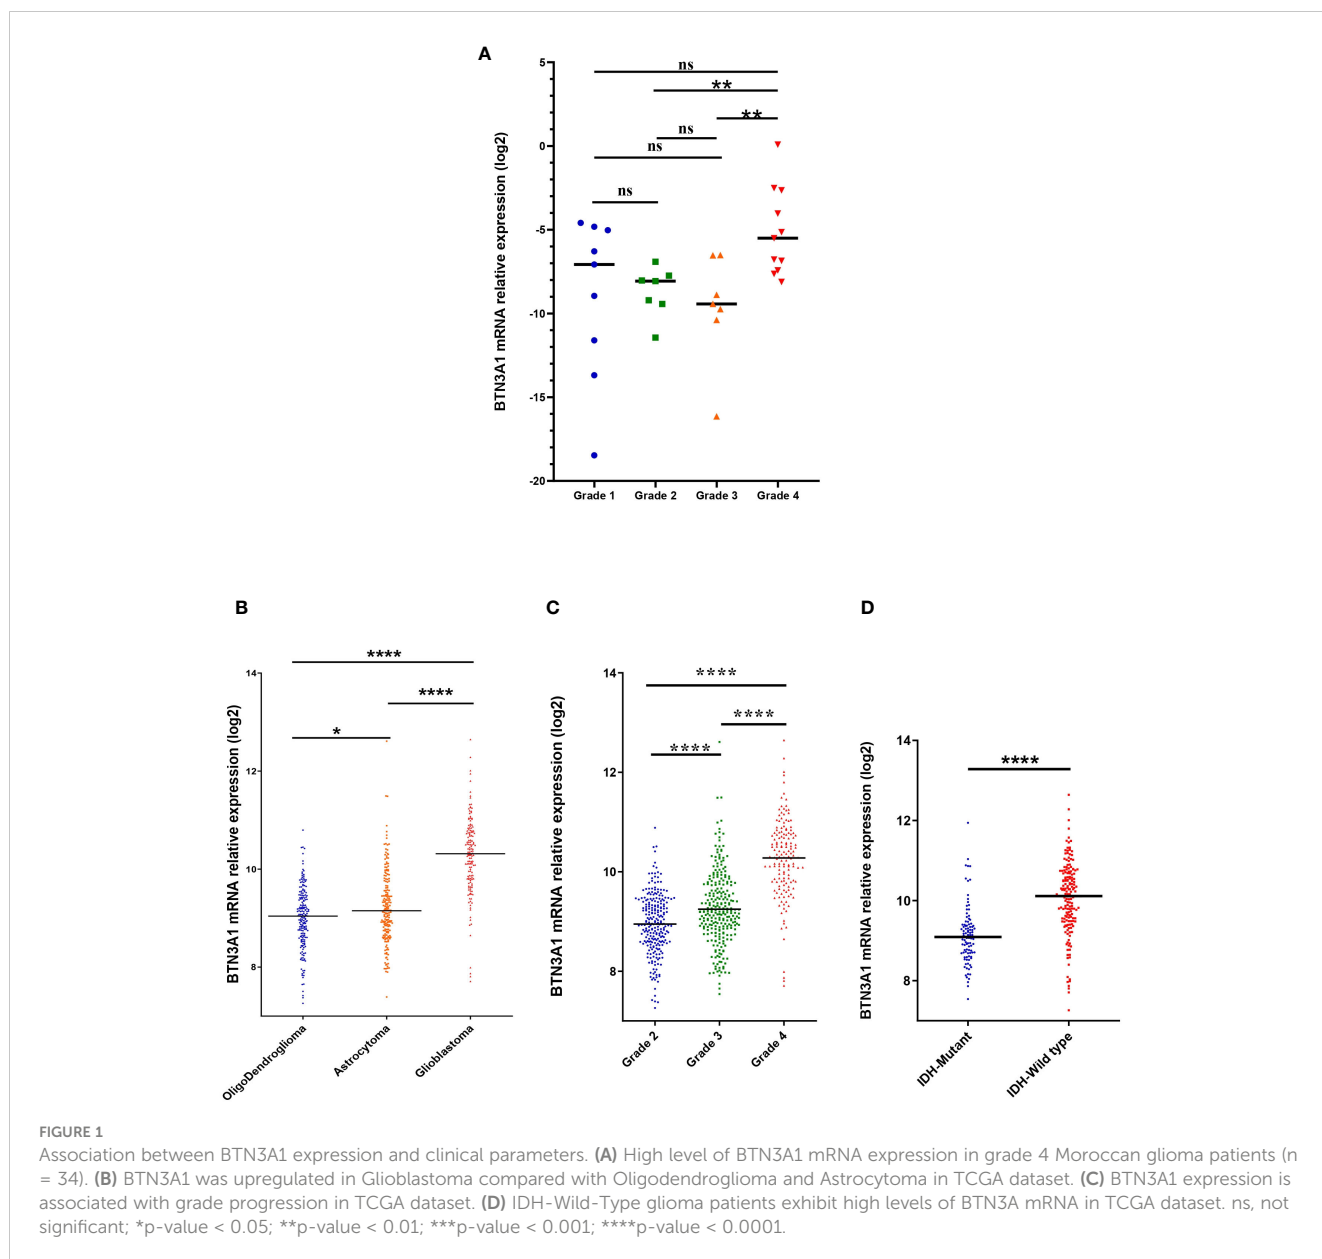 A
5
0
-5
-10
-15
-20
BTN3A1 mRNA relative expression (log2)
ns
**
**
ns
ns
ns
Grade 1 Grade 2 Grade 3 Grade 4
B
14
12
10
8
BTN3A1 mRNA relative expression (log2)
****
****
*
OligoDendroglioma
Astrocytoma
Glioblastoma
C
14
12
10
8
BTN3A1 mRNA relative expression (log2)
****
****
****
Grade 2
Grade 3
Grade 4
D
14
12
10
8
BTN3A1 mRNA relative expression (log2)
****
IDH-Mutant
IDH-Wild type
FIGURE 1
Association between BTN3A1 expression and clinical parameters. (A) High level of BTN3A1 mRNA expression in grade 4 Moroccan glioma patients (n
= 34). (B) BTN3A1 was upregulated in Glioblastoma compared with Oligodendroglioma and Astrocytoma in TCGA dataset. (C) BTN3A1 expression is
associated with grade progression in TCGA dataset. (D) IDH-Wild-Type glioma patients exhibit high levels of BTN3A mRNA in TCGA dataset. ns, not
significant; *p-value < 0.05; **p-value < 0.01; ***p-value < 0.001; ****p-value < 0.0001.